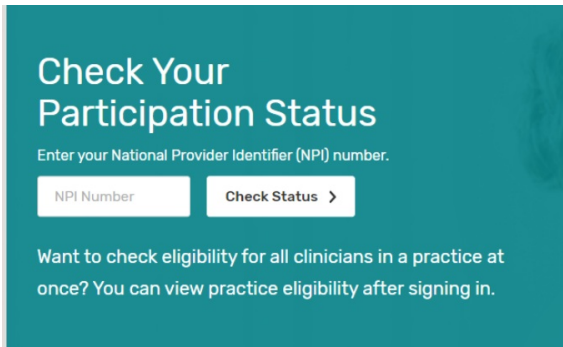 Check Your
Participation Status
Enter your National Provider Identifier (NPI) number.
NPI Number
Check Status
Want to check eligibility for all clinicians in a practice at
once? You can view practice eligibility after signing in.